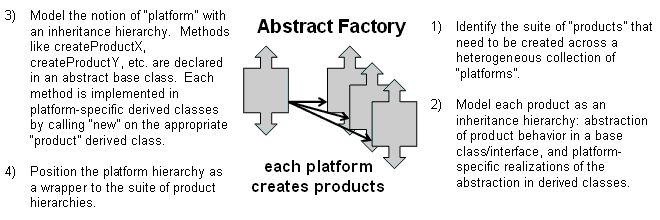 Abstract Factory
1) Identify the suite of "products" that
need to be created across a
heterogeneous collection of
"platforms".
2) Model each product as an
inheritance hierarchy: abstraction
of product behavior in a base
class/interface, and platform-
specific realizations of the
abstraction in derived classes.
3) Model the notion of "platform" with
an inheritance hierarchy. Methods
like createProductX,
createProductY, etc. are declared
in an abstract base class. Each
method is implemented in
platform-specific derived classes
by calling "new" on the appropriate
"product" derived class.
4) Position the platform hierarchy as
a wrapper to the suite of product
hierarchies.
each platform
creates products